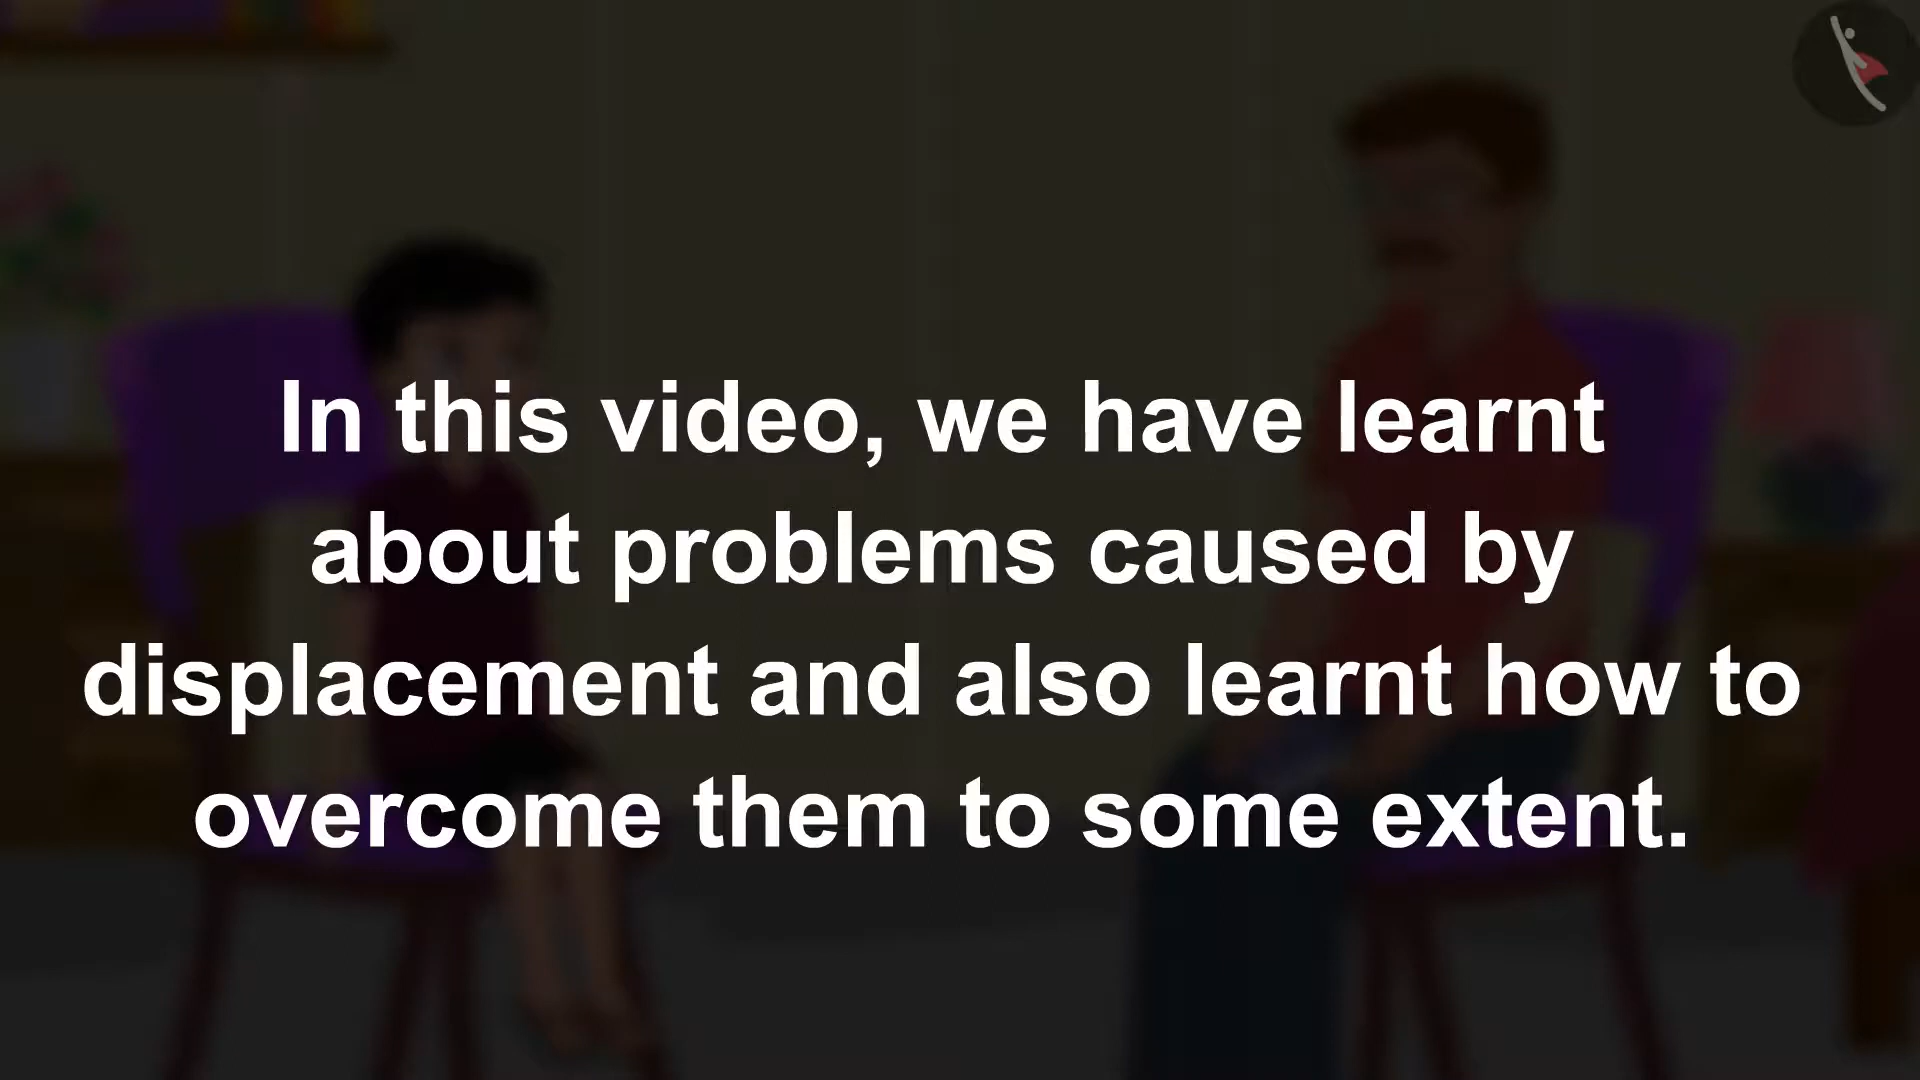 In this video, we have learnt
about problems caused by
displacement and also learnt how to
overcome them to some extent.